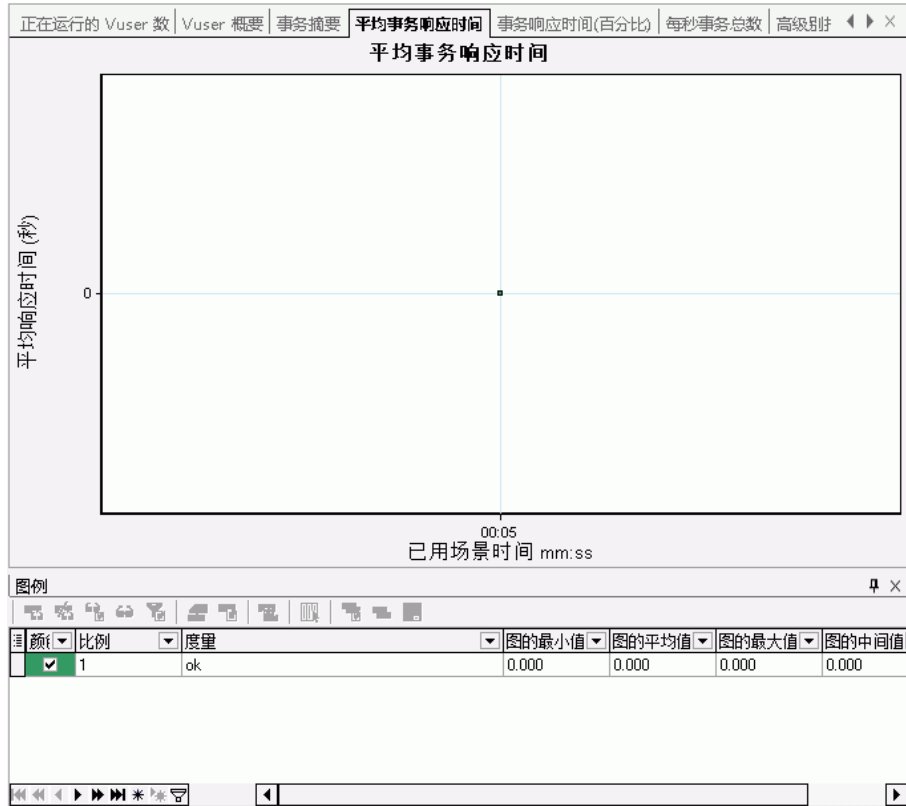 正在运行的 Vuser 数 Vuser 概要 事务摘要 平均事务响应时间 事务响应时间(百分比) 每秒事务总数 高级别
平均事务响应时间
平均响应时间 (秒)
0
00:05
已用场景时间 mm:ss
图例
颜 比例 度量 图的最小值 图的平均值 图的最大值 图的中间值
1 ok 0.000 0.000 0.000 0.000